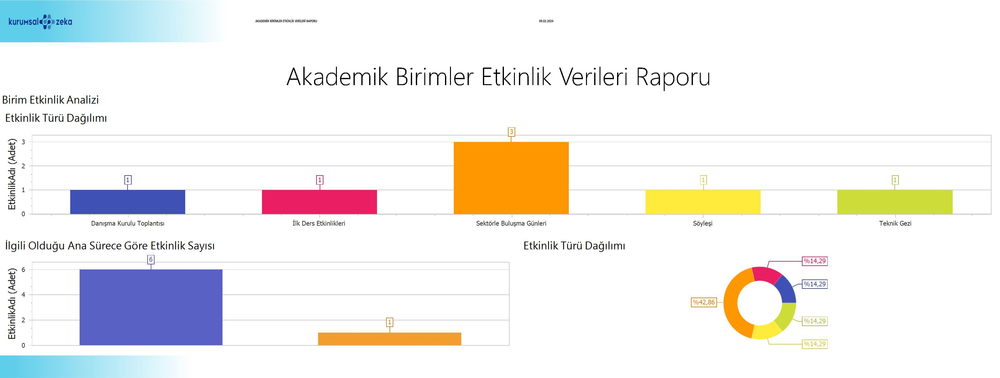 kurumsal zeka
AKADEMİK BİRİMLER ETKİNLİK VERİLERİ RAPORU
09.02.2024
Akademik Birimler Etkinlik Verileri Raporu
Birim Etkinlik Analizi
Etkinlik Türü Dağılımı
EtkinlikAdı (Adet)
3
2
1
0
1
1
3
1
1
Danışma Kurulu Toplantısı
İlk Ders Etkinlikleri
Sektörle Buluşma Günleri
Söyleşi
Teknik Gezi
İlgili Olduğu Ana Sürece Göre Etkinlik Sayısı
EtkinlikAdı (Adet)
6
4
2
0
6
1
Etkinlik Türü Dağılımı
%14,29
%14,29
%42,86
%14,29
%14,29